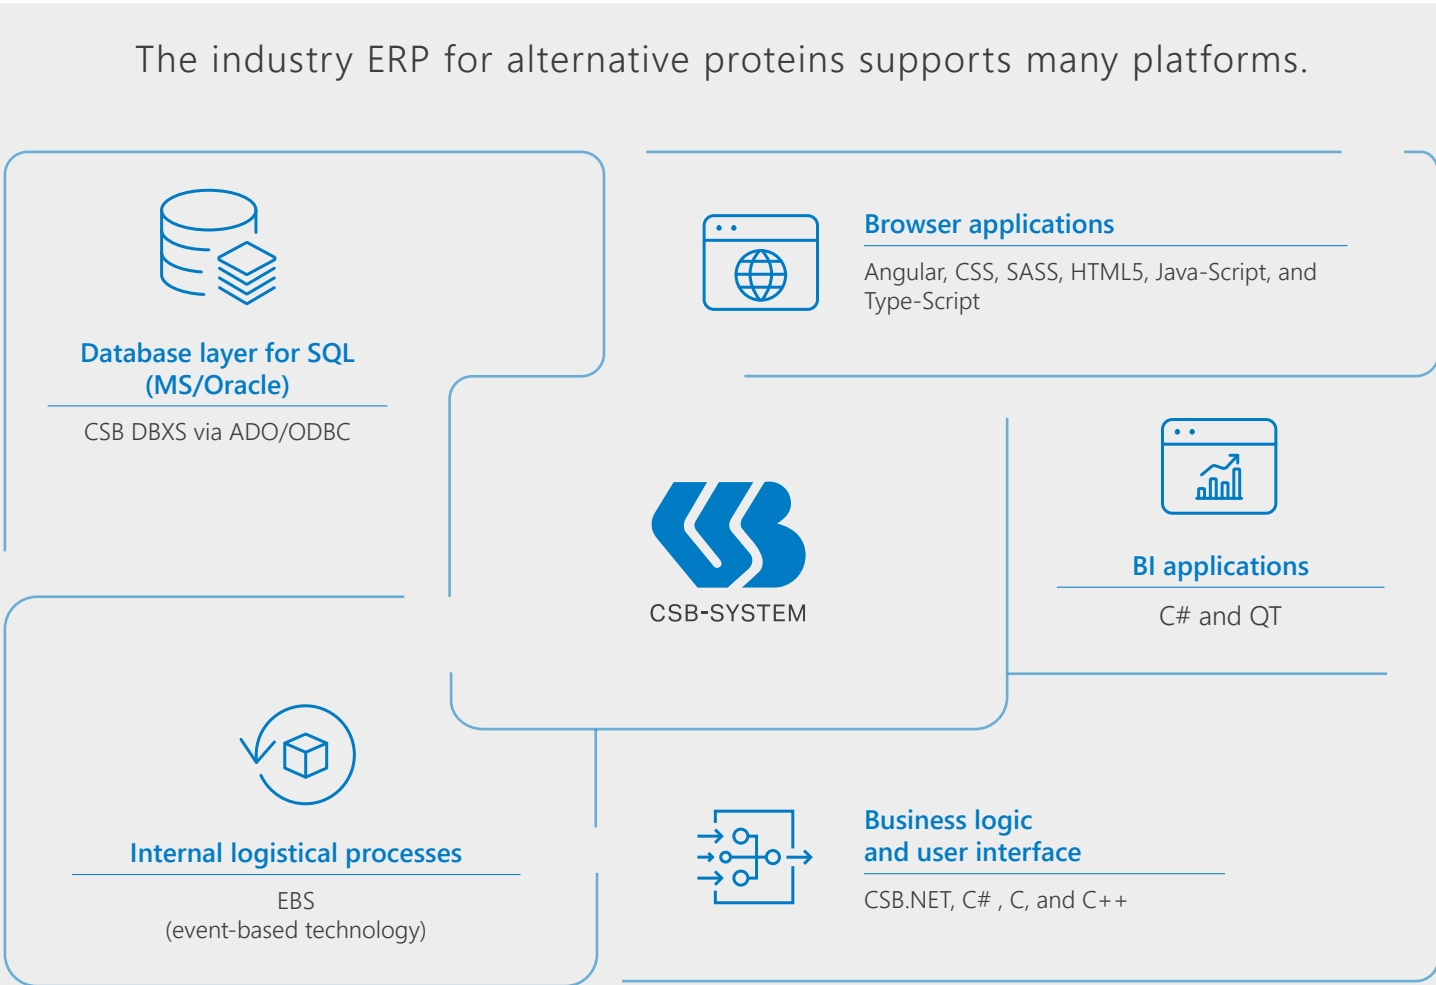 The industry ERP for alternative proteins supports many platforms.
Database layer for SQL
(MS/Oracle)
CSB DBXS via ADO/ODBC
Browser applications
Angular, CSS, SASS, HTML5, Java-Script, and
Type-Script
CSB-SYSTEM
BI applications
C# and QT
Internal logistical processes
EBS
(event-based technology)
Business logic
and user interface
CSB.NET, C# , C, and C++